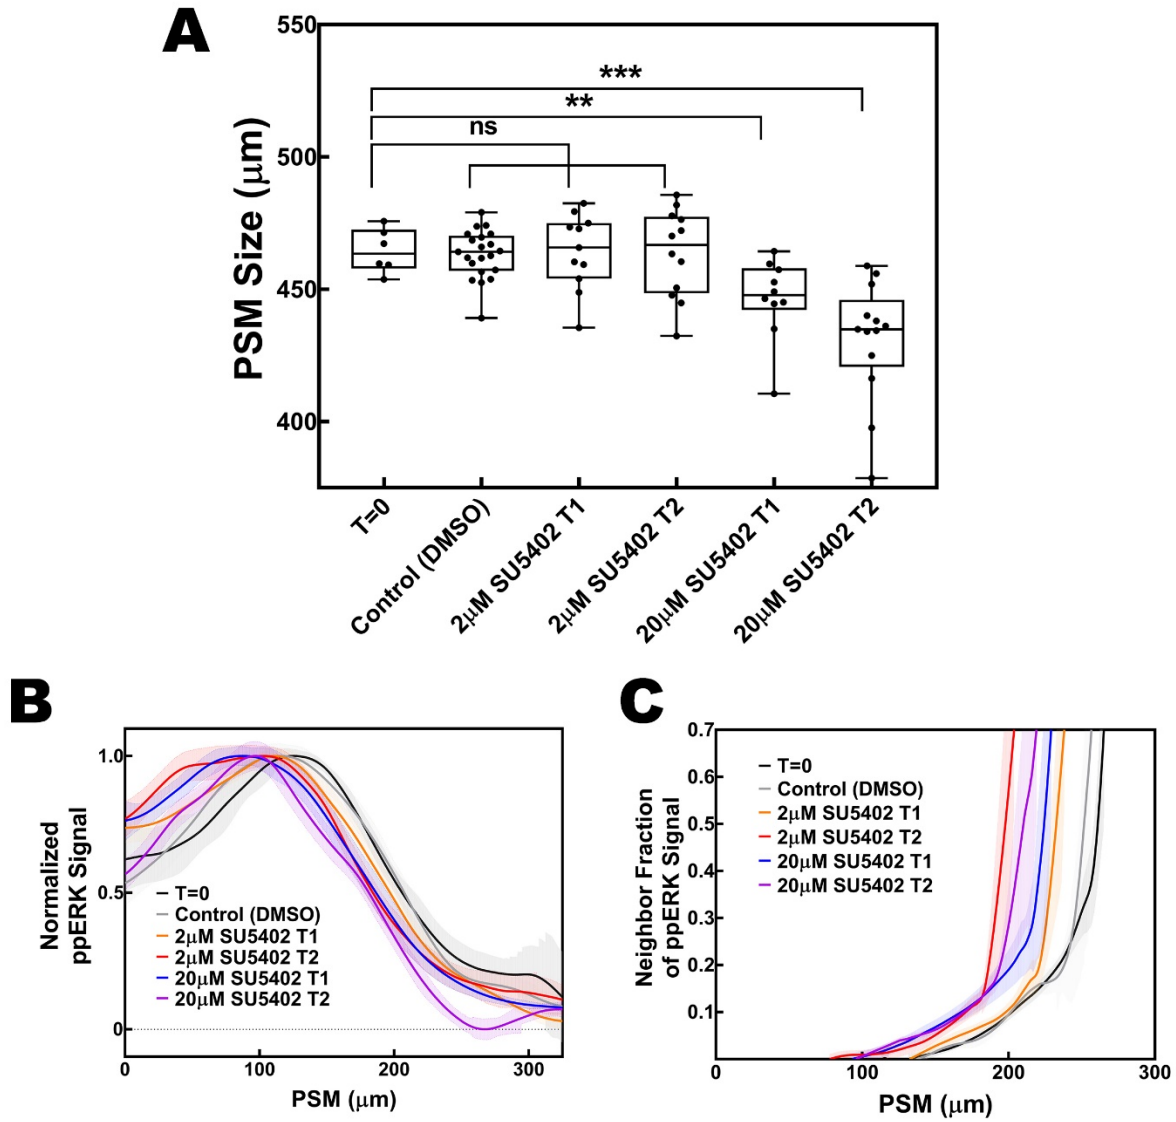 A
550
500
450
400
PSM Size (μm)
***
**
ns
T=0
Control (DMSO)
2μM SU5402 T1
2μM SU5402 T2
20μM SU5402 T1
20μM SU5402 T2
B
1.0
0.5
0
Normalized
ppERK Signal
T=0
Control (DMSO)
2μM SU5402 T1
2μM SU5402 T2
20μM SU5402 T1
20μM SU5402 T2
0
100
200
300
PSM (μm)
C
0.7
0.6
0.5
0.4
0.3
0.2
0.1
Neighbor Fraction
of ppERK Signal
T=0
Control (DMSO)
2μM SU5402 T1
2μM SU5402 T2
20μM SU5402 T1
20μM SU5402 T2
0
100
200
300
PSM (μm)